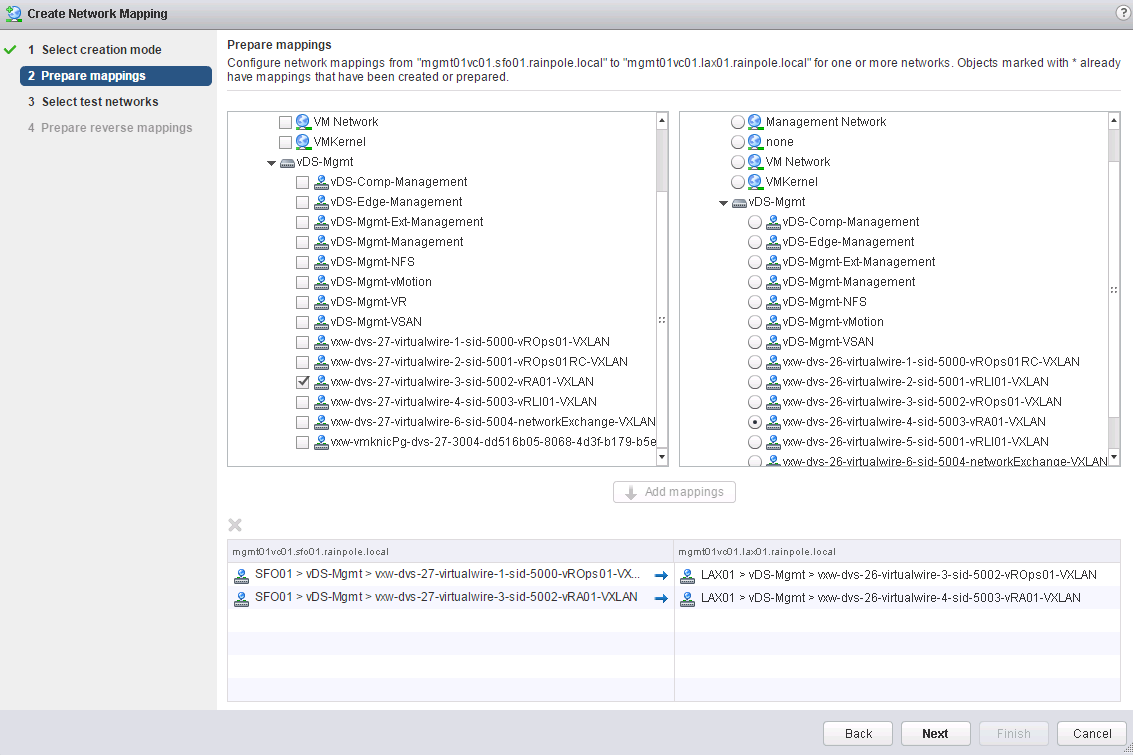 Create Network Mapping
?
1 Select creation mode
2 Prepare mappings
3 Select test networks
4 Prepare reverse mappings
Prepare mappings
Configure network mappings from "mgmt01vc01.sfo01.rainpole.local" to "mgmt01vc01.lax01.rainpole.local" for one or more networks. Objects marked with * already
have mappings that have been created or prepared.
VM Network
VMKernel
vDS-Mgmt
vDS-Comp-Management
vDS-Edge-Management
vDS-Mgmt-Ext-Management
vDS-Mgmt-Management
vDS-Mgmt-NFS
vDS-Mgmt-vMotion
vDS-Mgmt-VR
vDS-Mgmt-VSAN
vxw-dvs-27-virtualwire-1-sid-5000-vROps01-VXLAN
vxw-dvs-27-virtualwire-2-sid-5001-vROps01RC-VXLAN
vxw-dvs-27-virtualwire-3-sid-5002-vRA01-VXLAN
vxw-dvs-27-virtualwire-4-sid-5003-vRLI01-VXLAN
vxw-dvs-27-virtualwire-6-sid-5004-networkExchange-VXLAN
vxw-vmknicPg-dvs-27-3004-dd516b05-8068-4d3f-b179-b5e
Management Network
none
VM Network
VMKernel
vDS-Mgmt
vDS-Comp-Management
vDS-Edge-Management
vDS-Mgmt-Ext-Management
vDS-Mgmt-Management
vDS-Mgmt-NFS
vDS-Mgmt-vMotion
vDS-Mgmt-VSAN
vxw-dvs-26-virtualwire-1-sid-5000-vROps01RC-VXLAN
vxw-dvs-26-virtualwire-2-sid-5001-vRLI01-VXLAN
vxw-dvs-26-virtualwire-3-sid-5002-vROps01-VXLAN
vxw-dvs-26-virtualwire-4-sid-5003-vRA01-VXLAN
vxw-dvs-26-virtualwire-5-sid-5001-vRLI01-VXLAN
vxw-dvs-26-virtualwire-6-sid-5004-networkExchange-VXLAN
Add mappings
mgmt01vc01.sfo01.rainpole.local
mgmt01vc01.lax01.rainpole.local
SFO01 > vDS-Mgmt > vxw-dvs-27-virtualwire-1-sid-5000-vROps01-VX...
LAX01 > vDS-Mgmt > vxw-dvs-26-virtualwire-3-sid-5002-vROps01-VXLAN
SFO01 > vDS-Mgmt > vxw-dvs-27-virtualwire-3-sid-5002-vRA01-VXLAN
LAX01 > vDS-Mgmt > vxw-dvs-26-virtualwire-4-sid-5003-vRA01-VXLAN
Back
Next
Finish
Cancel